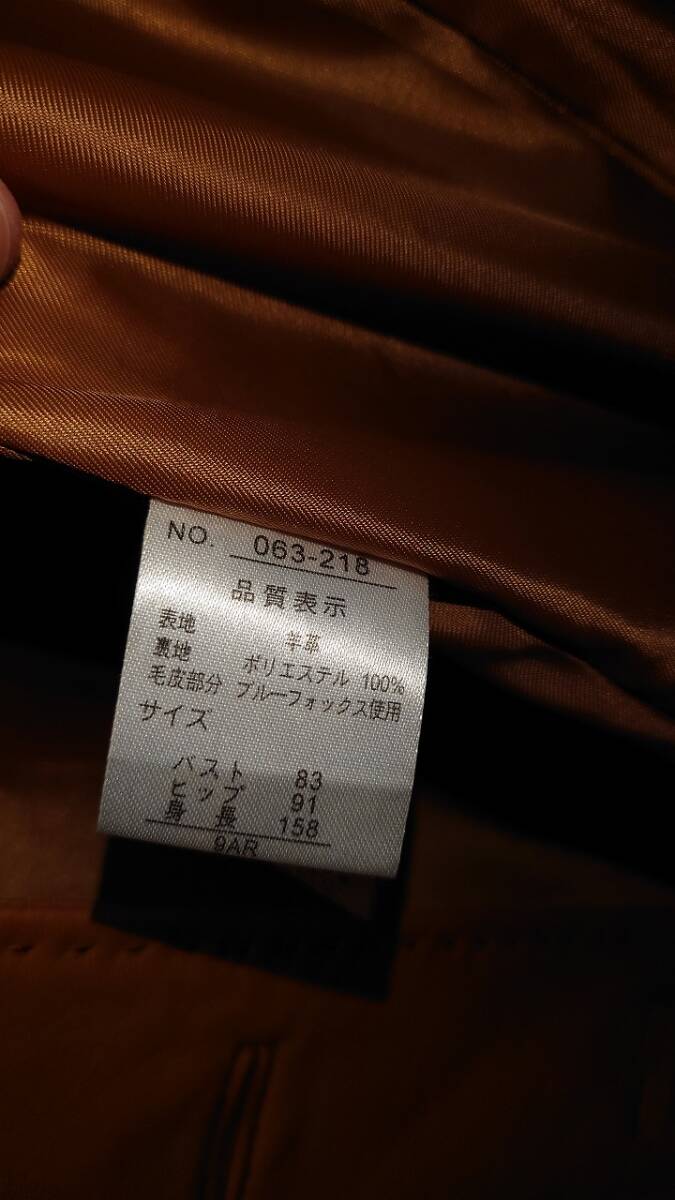 NO. 063-218
品質表示
表地 羊革
裏地 ポリエステル 100%
毛皮部分 ブルーフォックス使用
サイズ
バスト 83
ヒップ 91
身長 158
9AR